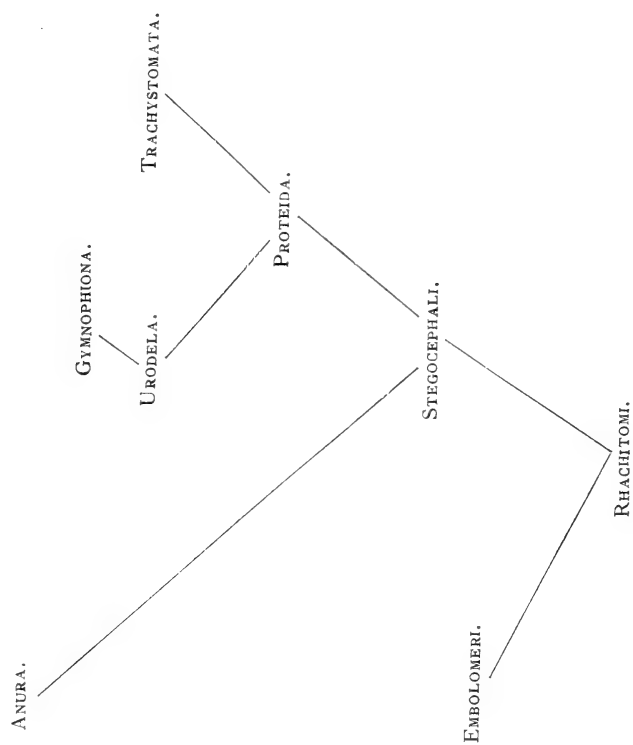 ANURA.
GYMNOPHIONA.
URODELA.
TRACHYSTOMATA.
PROTEIDA.
STEGOCEPHALI.
EMBOLOMERI.
RHACHITOMI.